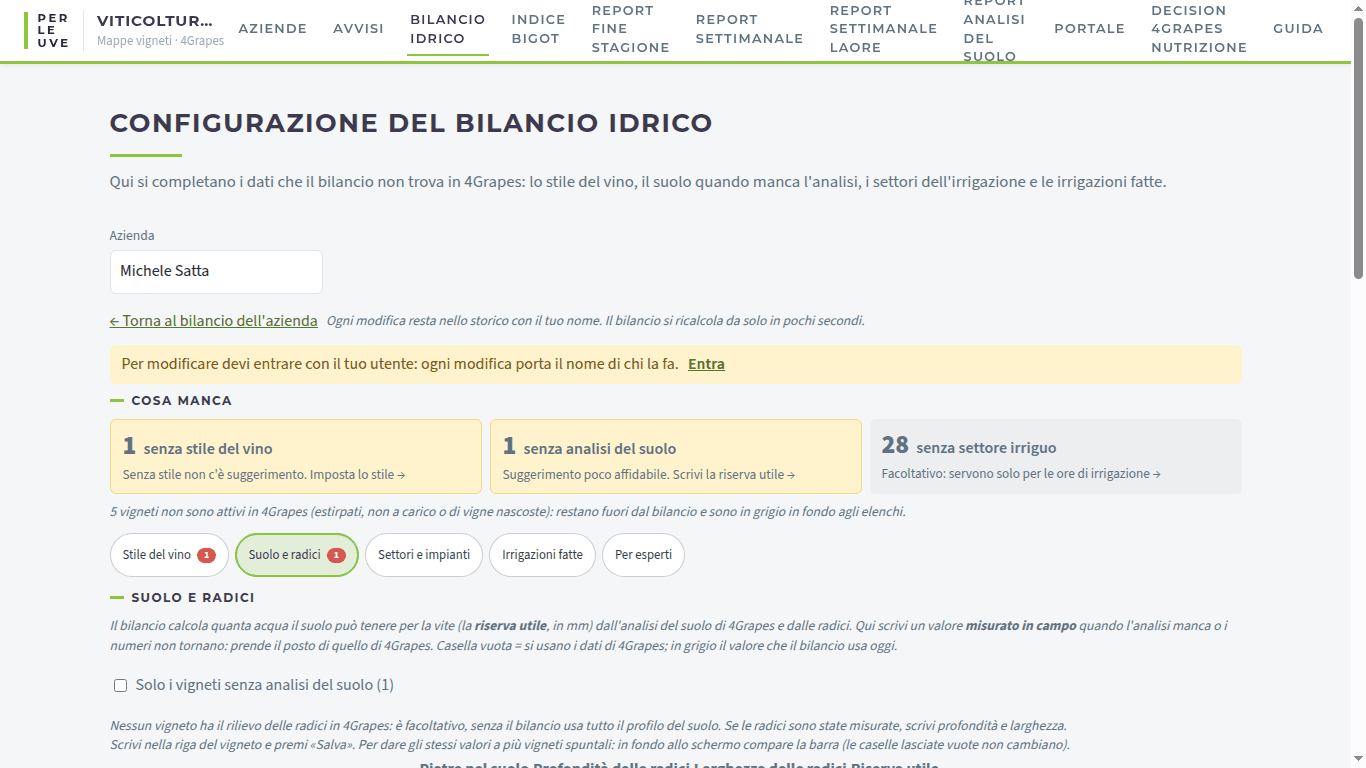 PER
LE
UVE
VITICOLTUR...
Mappe vigneti · 4Grapes
AZIENDE
AVVISI
BILANCIO
IDRICO
INDICE
BIGOT
REPORT
FINE
STAGIONE
REPORT
SETTIMANALE
REPORT
SETTIMANALE
LAORE
REPORT
ANALISI
DEL
SUOLO
PORTALE
DECISION
4GRAPES
NUTRIZIONE
GUIDA
CONFIGURAZIONE DEL BILANCIO IDRICO
Qui si completano i dati che il bilancio non trova in 4Grapes: lo stile del vino, il suolo quando manca l'analisi, i settori dell'irrigazione e le irrigazioni fatte.
Azienda
Michele Satta
← Torna al bilancio dell'azienda Ogni modifica resta nello storico con il tuo nome. Il bilancio si ricalcola da solo in pochi secondi.
Per modificare devi entrare con il tuo utente: ogni modifica porta il nome di chi la fa. Entra
COSA MANCA
1 senza stile del vino
Senza stile non c'è suggerimento. Imposta lo stile →
1 senza analisi del suolo
Suggerimento poco affidabile. Scrivi la riserva utile →
28 senza settore irriguo
Facoltativo: servono solo per le ore di irrigazione →
5 vigneti non sono attivi in 4Grapes (estirpati, non a carico o di vigne nascoste): restano fuori dal bilancio e sono in grigio in fondo agli elenchi.
Stile del vino 1
Suolo e radici 1
Settori e impianti
Irrigazioni fatte
Per esperti
SUOLO E RADICI
Il bilancio calcola quanta acqua il suolo può tenere per la vite (la riserva utile, in mm) dall'analisi del suolo di 4Grapes e dalle radici. Qui scrivi un valore misurato in campo quando l'analisi manca o i
numeri non tornano: prende il posto di quello di 4Grapes. Casella vuota = si usano i dati di 4Grapes; in grigio il valore che il bilancio usa oggi.
Solo i vigneti senza analisi del suolo (1)
Nessun vigneto ha il rilievo delle radici in 4Grapes: è facoltativo, senza il bilancio usa tutto il profilo del suolo. Se le radici sono state misurate, scrivi profondità e larghezza.
Scrivi nella riga del vigneto e premi «Salva». Per dare gli stessi valori a più vigneti spuntali: in fondo allo schermo compare la barra (le caselle lasciate vuote non cambiano).
Pietre nel suolo Profondità delle radici Larghezza delle radici Riserva utile